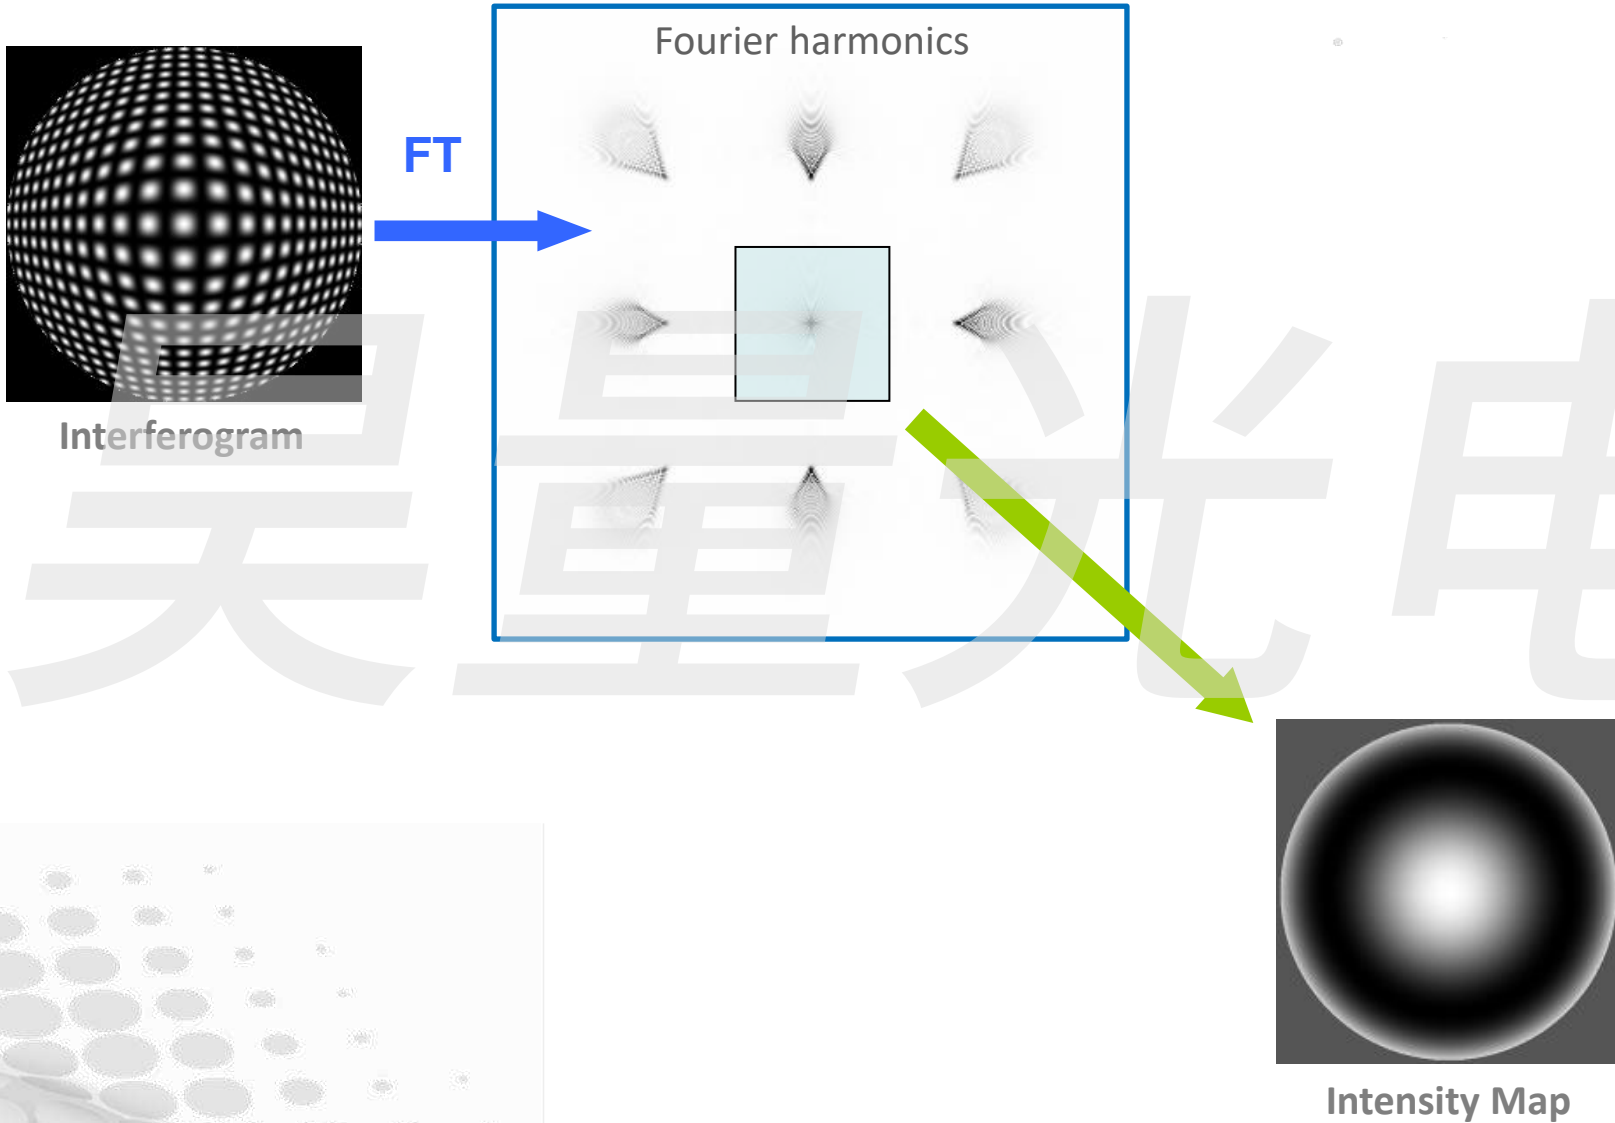 Fourier harmonics
FT
Interferogram
昊量光电
Intensity Map